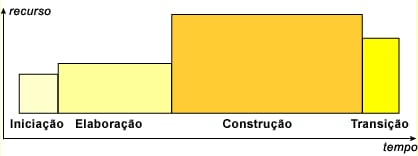 recurso
Iniciação Elaboração Construção Transição
tempo